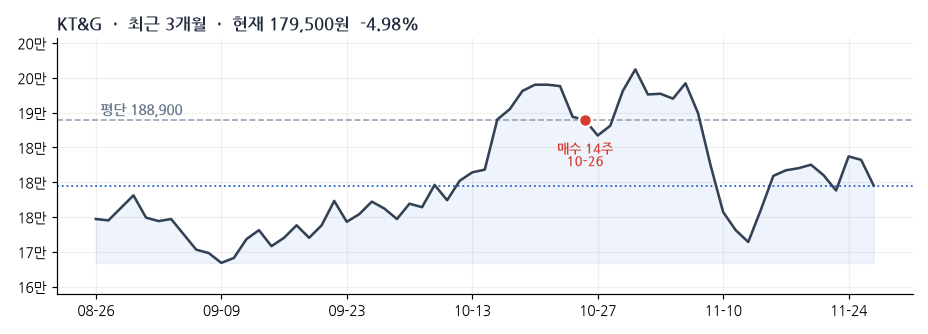 KT&G · 최근 3개월 · 현재 179,500원 -4.98%
20만
20만
19만
18만
18만
18만
17만
16만
평단 188,900
매수 14주
10-26
08-26 09-09 09-23 10-13 10-27 11-10 11-24